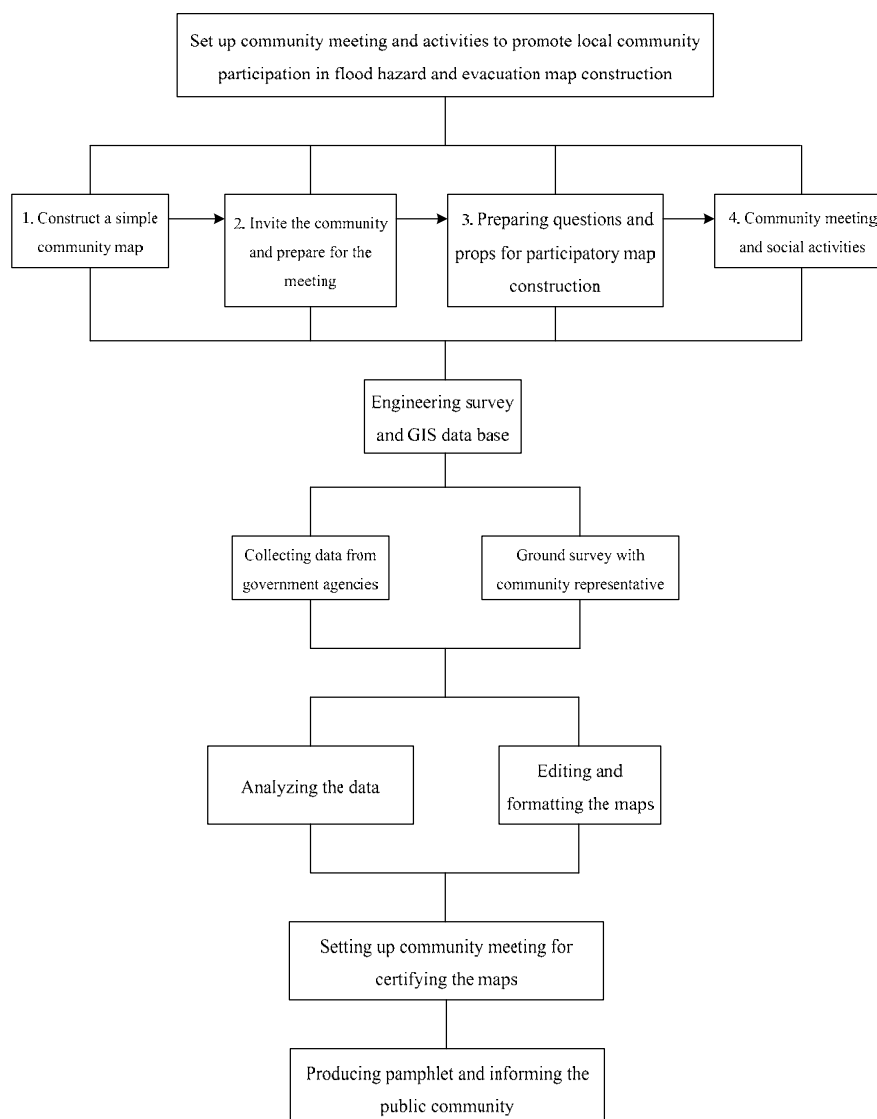 Set up community meeting and activities to promote local community
participation in flood hazard and evacuation map construction
1. Construct a simple
community map
2. Invite the community
and prepare for the
meeting
3. Preparing questions and
props for participatory map
construction
4. Community meeting
and social activities
Engineering survey
and GIS data base
Collecting data from
government agencies
Ground survey with
community representative
Analyzing the data
Editing and
formatting the maps
Setting up community meeting for
certifying the maps
Producing pamphlet and informing the
public community